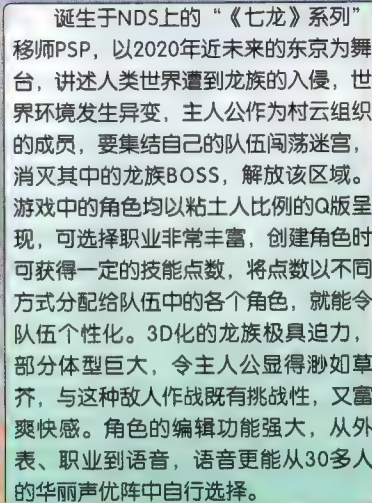 诞生于NDS上的“《七龙》系列”
移师PSP，以2020年近未来的东京为舞
台，讲述人类世界遭到龙族的入侵，世
界环境发生异变，主人公作为村云组织
的成员，要集结自己的队伍闯荡迷宫，
消灭其中的龙族BOSS，解放该区域。
游戏中的角色均以粘土人比例的Q版呈
现，可选择职业非常丰富，创建角色时
可获得一定的技能点数，将点数以不同
方式分配给队伍中的各个角色，就能令
队伍个性化。3D化的龙族极具迫力，
部分体型巨大，令主人公显得渺如草
芥，与这种敌人作战既有挑战性，又富
爽快感。角色的编辑功能强大，从外
表、职业到语音，语音更能从30多人
的华丽声优阵中自行选择。